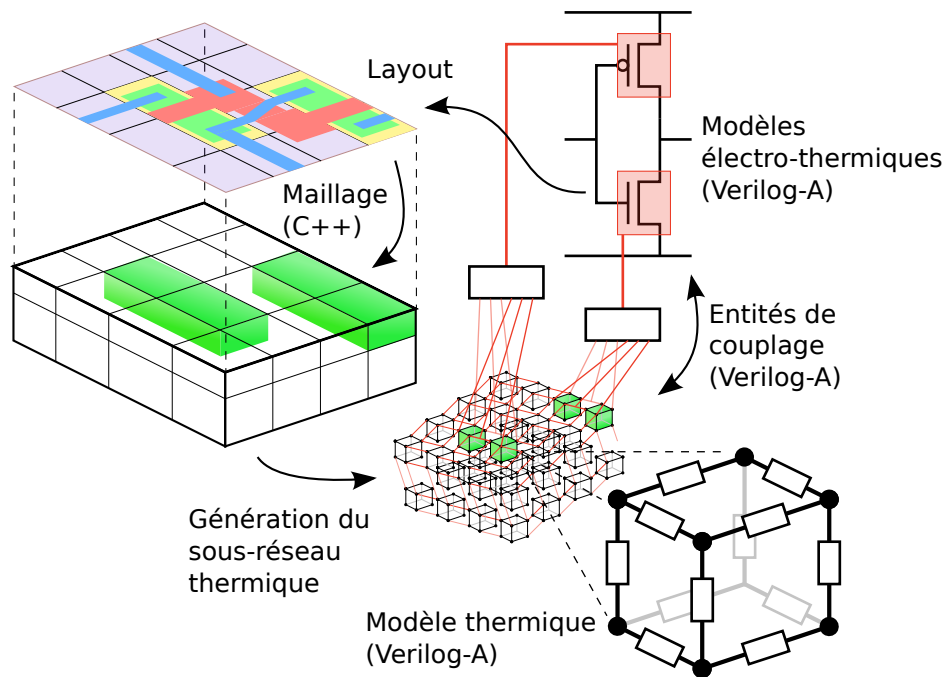 Layout
Modèles
électro-thermiques
(Verilog-A)
Maillage
(C++)
Entités de
couplage
(Verilog-A)
Génération du
sous-réseau
thermique
Modèle thermique
(Verilog-A)